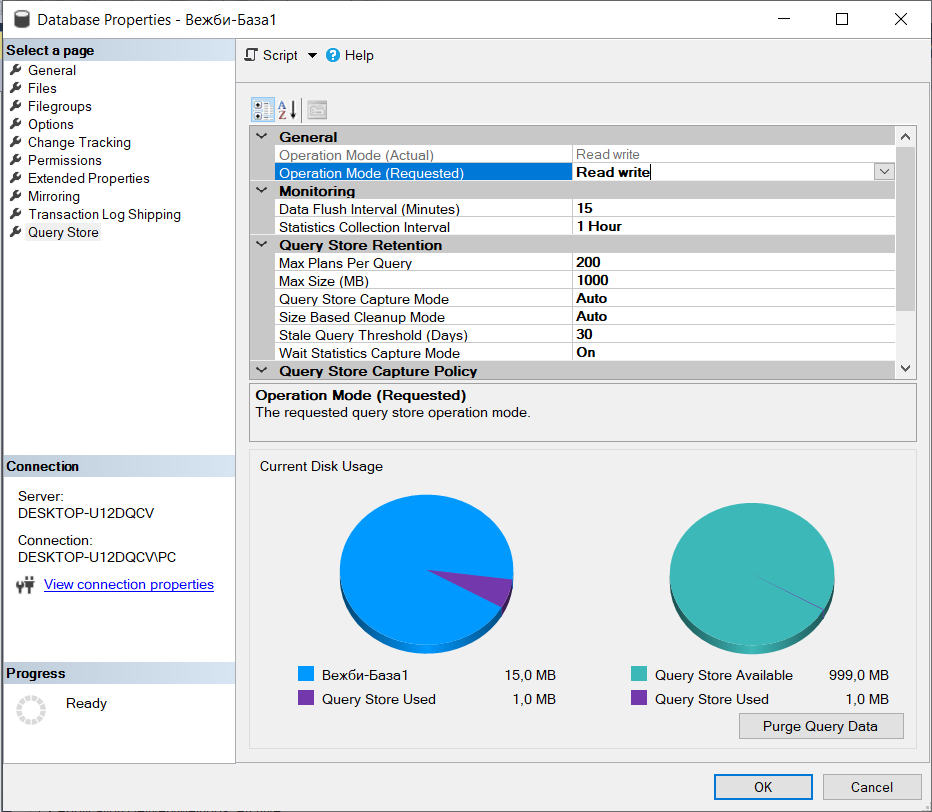 Database Properties - Вежби-База1
Select a page
General
Files
Filegroups
Options
Change Tracking
Permissions
Extended Properties
Mirroring
Transaction Log Shipping
Query Store
Script
Help
General
Operation Mode (Actual) Read write
Operation Mode (Requested) Read write
Monitoring
Data Flush Interval (Minutes) 15
Statistics Collection Interval 1 Hour
Query Store Retention
Max Plans Per Query 200
Max Size (MB) 1000
Query Store Capture Mode Auto
Size Based Cleanup Mode Auto
Stale Query Threshold (Days) 30
Wait Statistics Capture Mode On
Query Store Capture Policy
Operation Mode (Requested)
The requested query store operation mode.
Connection
Server:
DESKTOP-U12DQCV
Connection:
DESKTOP-U12DQCV\PC
View connection properties
Progress
Ready
Current Disk Usage
Вежби-База1 15,0 MB
Query Store Used 1,0 MB
Query Store Available 999,0 MB
Query Store Used 1,0 MB
Purge Query Data
OK
Cancel